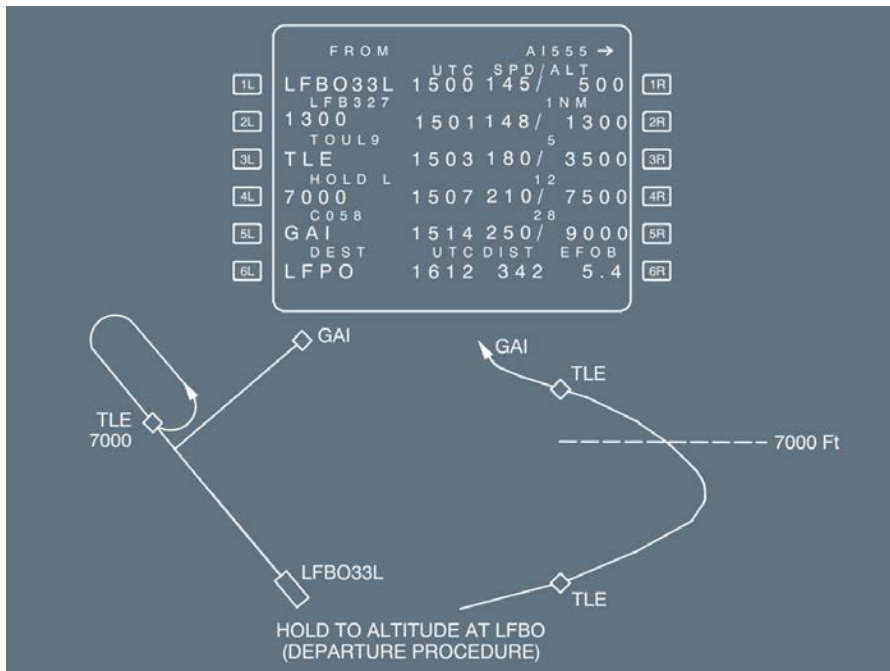 FROM AI555 →
UTC SPD/ALT
1L LFBO33L 1500 145/ 500 1R
LFB327 1NM
2L 1300 1501 148/ 1300 2R
TOUL9 5
3L TLE 1503 180/ 3500 3R
HOLD L 12
4L 7000 1507 210/ 7500 4R
C058 28
5L GAI 1514 250/ 9000 5R
DEST UTC DIST EFOB
6L LFPO 1612 342 5.4 6R
GAI
TLE
7000
LFBO33L
GAI
TLE
7000 Ft
TLE
HOLD TO ALTITUDE AT LFBO
(DEPARTURE PROCEDURE)